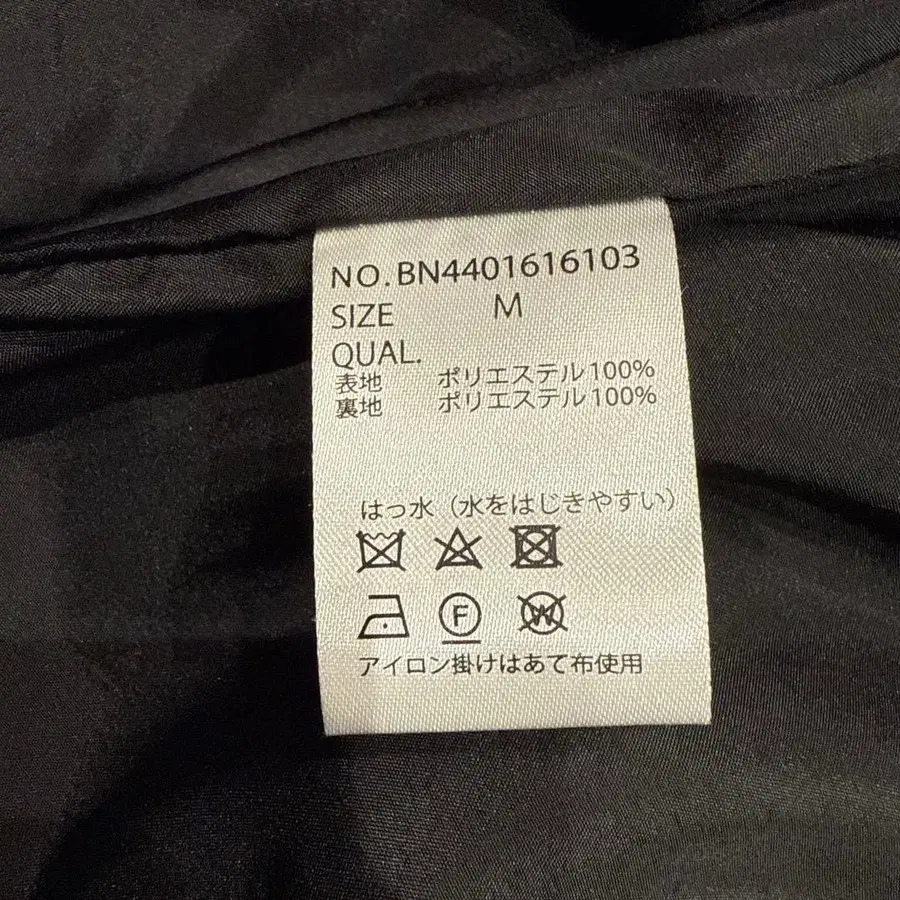 NO.BN4401616103
SIZE M
QUAL.
表地 ポリエステル100%
裏地 ポリエステル100%
はっ水（水をはじきやすい）
F W
アイロン掛けはあて布使用